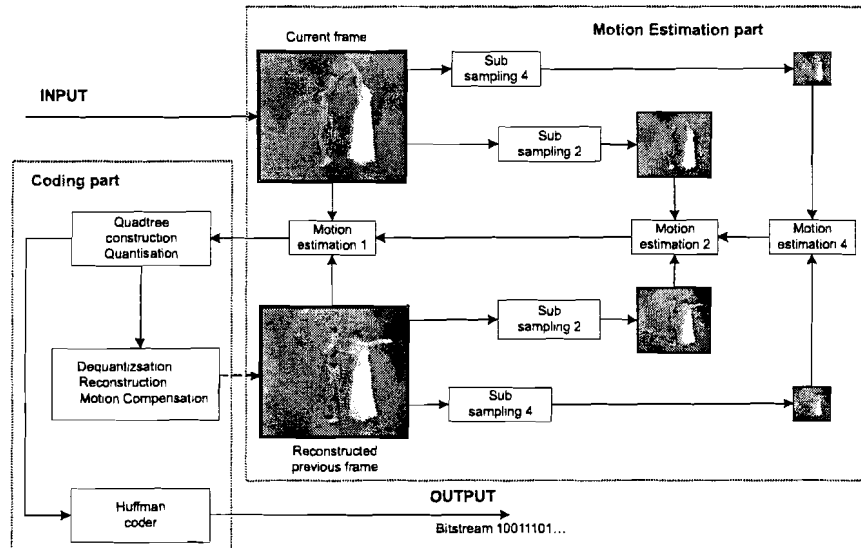 Current frame
Motion Estimation part
Sub
sampling 4
INPUT
Sub
sampling 2
Coding part
Quadtree
construction
Quantisation
Motion
estimation 1
Motion
estimation 2
Motion
estimation 4
Sub
sampling 2
Dequantizsation
Reconstruction
Motion Compensation
Sub
sampling 4
Reconstructed
previous frame
Huffman
coder
OUTPUT
Bitstream 10011101...